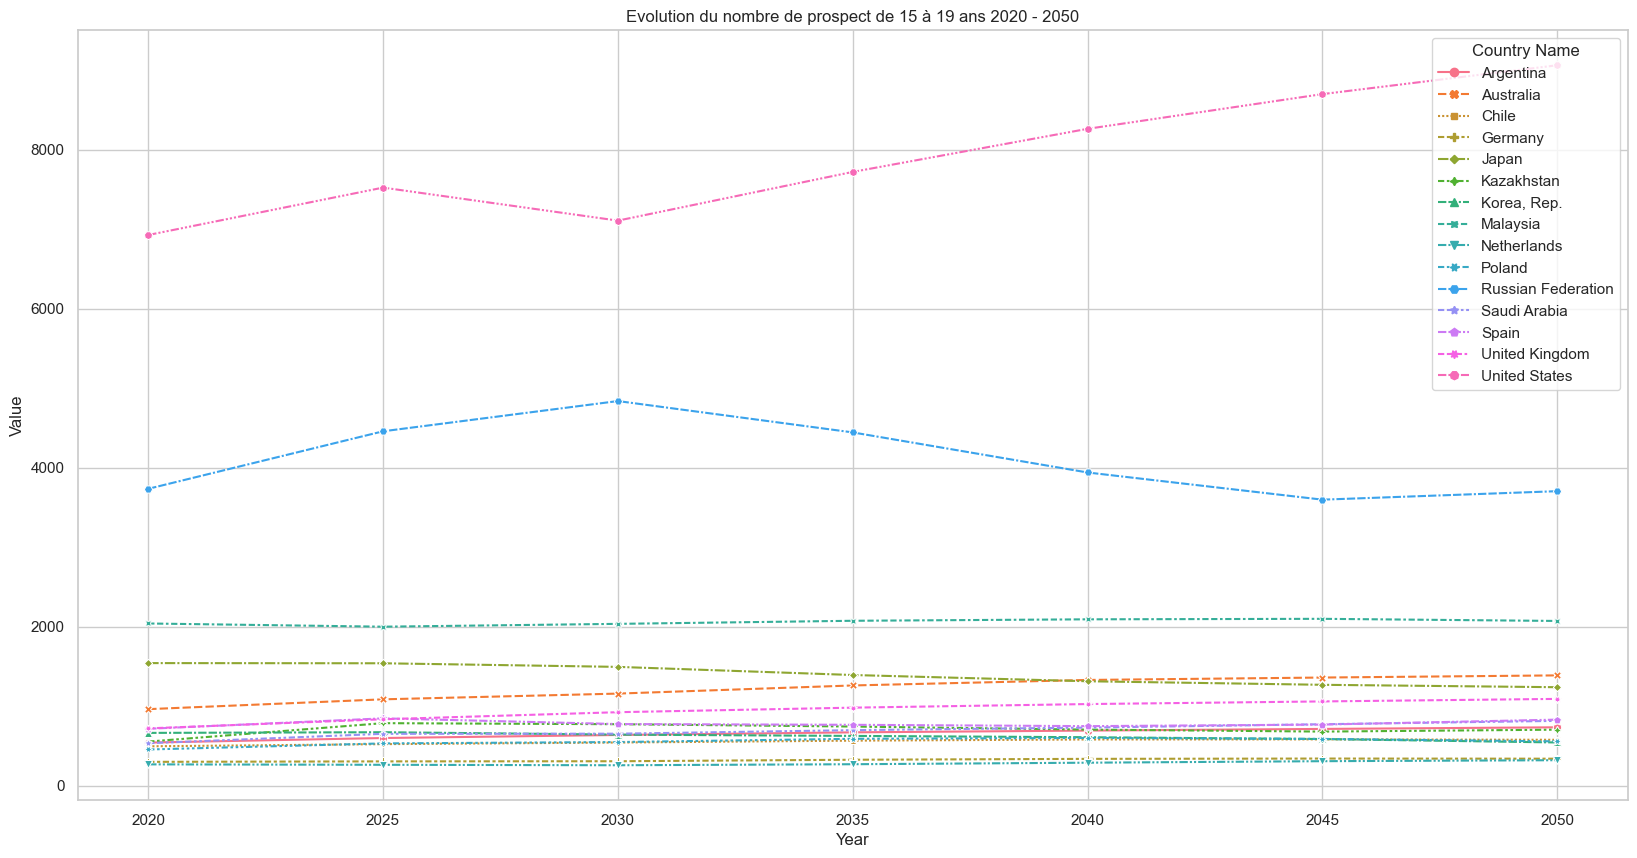 Evolution du nombre de prospect de 15 à 19 ans 2020 - 2050
Country Name
Argentina
Australia
Chile
Germany
Japan
Kazakhstan
Korea, Rep.
Malaysia
Netherlands
Poland
Russian Federation
Saudi Arabia
Spain
United Kingdom
United States
8000
6000
4000
2000
0
Value
2020 2025 2030 2035 2040 2045 2050
Year